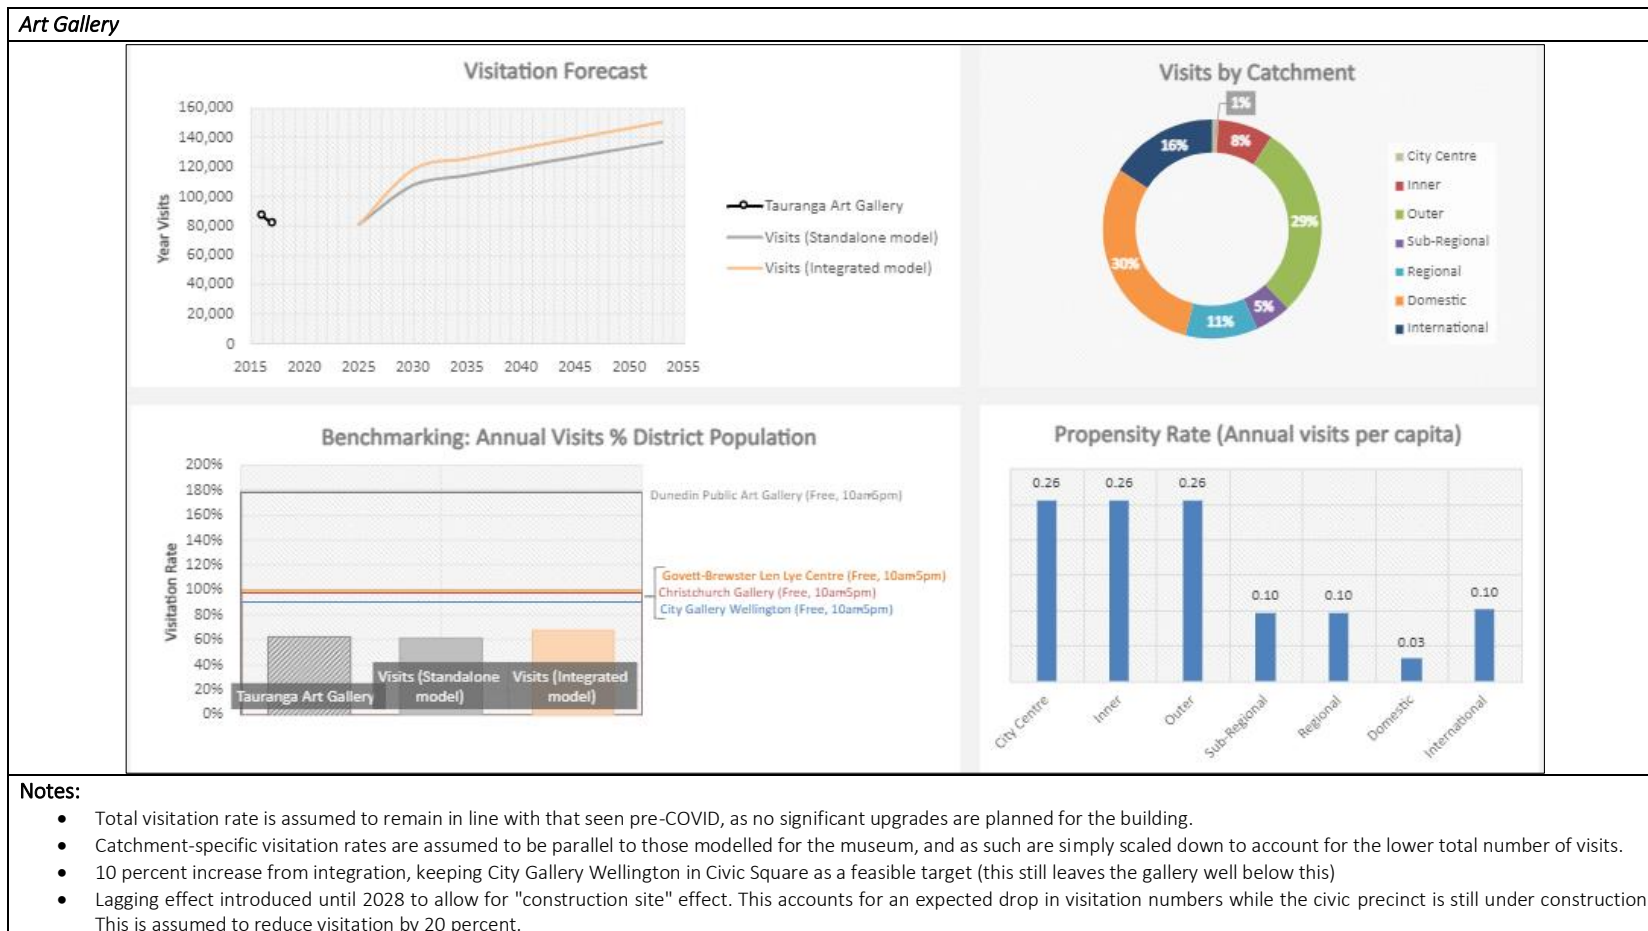 Art Gallery
Visitation Forecast
160,000
140,000
120,000
100,000
80,000
60,000
40,000
20,000
0
Year Visits
2015 2020 2025 2030 2035 2040 2045 2050 2055
Tauranga Art Gallery
Visits (Standalone model)
Visits (Integrated model)
Visits by Catchment
1%
8%
29%
5%
11%
30%
16%
City Centre
Inner
Outer
Sub-Regional
Regional
Domestic
International
Benchmarking: Annual Visits % District Population
200%
180%
160%
140%
120%
100%
80%
60%
40%
20%
0%
Visitation Rate
Dunedin Public Art Gallery (Free, 10am5pm)
Govett-Brewster Len Lye Centre (Free, 10am5pm)
Christchurch Gallery (Free, 10am5pm)
City Gallery Wellington (Free, 10am5pm)
Tauranga Art Gallery
Visits (Standalone
model)
Visits (Integrated
model)
Propensity Rate (Annual visits per capita)
0.26 0.26 0.26 0.10 0.10 0.03 0.10
City Centre
Inner
Outer
Sub-Regional
Regional
Domestic
International
Notes:
• Total visitation rate is assumed to remain in line with that seen pre-COVID, as no significant upgrades are planned for the building.
• Catchment-specific visitation rates are assumed to be parallel to those modelled for the museum, and as such are simply scaled down to account for the lower total number of visits.
• 10 percent increase from integration, keeping City Gallery Wellington in Civic Square as a feasible target (this still leaves the gallery well below this)
• Lagging effect introduced until 2028 to allow for "construction site" effect. This accounts for an expected drop in visitation numbers while the civic precinct is still under construction
This is assumed to reduce visitation by 20 percent.